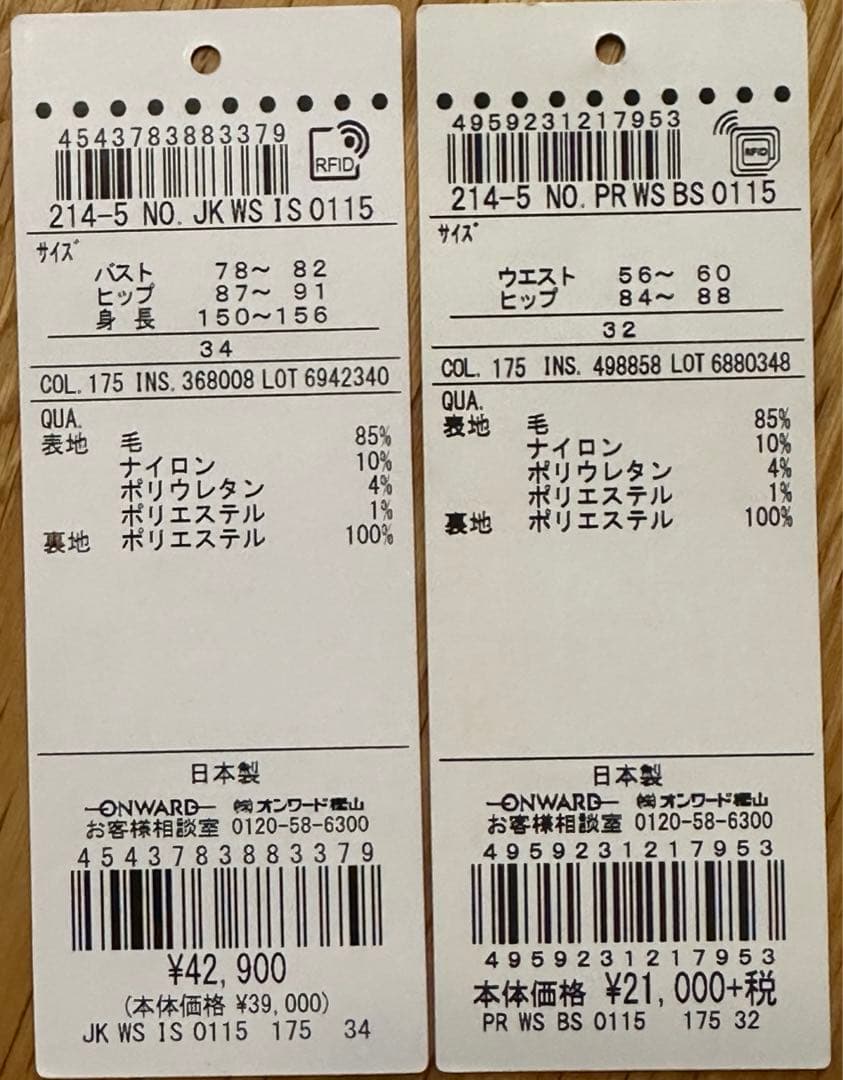 4543783883379
RFID
214-5 NO. JK WS IS 0115
サイズ
バスト 78～ 82
ヒップ 87～ 91
身 長 150～156
34
COL. 175 INS. 368008 LOT 6942340
QUA.
表地 毛 85%
ナイロン 10%
ポリウレタン 4%
ポリエステル 1%
裏地 ポリエステル 100%
日本製
ONWARD ㈱オンワード樫山
お客様相談室 0120-58-6300
4543783883379
¥42,900
(本体価格 ¥39,000)
JK WS IS 0115 175 34
4959231217953
RFID
214-5 NO. PR WS BS 0115
サイズ
ウエスト 56～ 60
ヒップ 84～ 88
32
COL. 175 INS. 498858 LOT 6880348
QUA.
表地 毛 85%
ナイロン 10%
ポリウレタン 4%
ポリエステル 1%
裏地 ポリエステル 100%
日本製
ONWARD ㈱オンワード樫山
お客様相談室 0120-58-6300
4959231217953
4959231217953
本体価格 ¥21,000+税
PR WS BS 0115 175 32